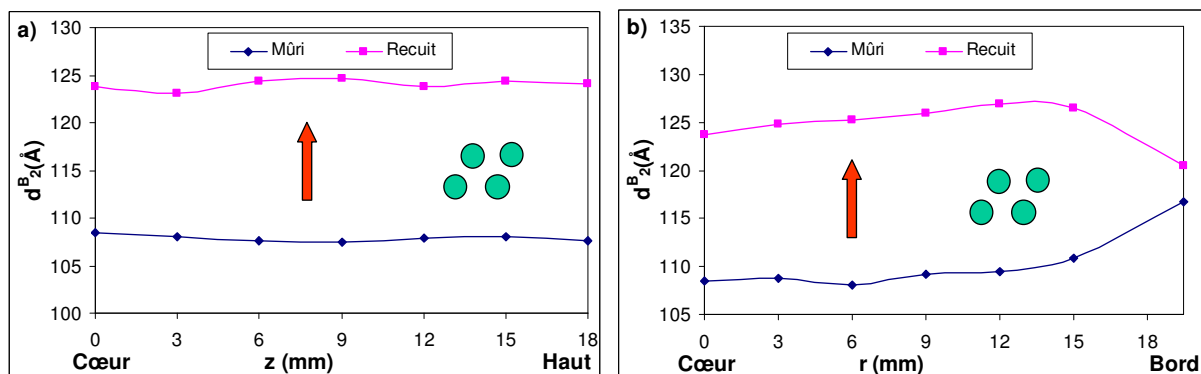 a)
130
125
120
115
110
105
100
d^B_2(Å)
Mûri Recuit
0 3 6 9 12 15 18
Cœur z (mm) Haut
b)
135
130
125
120
115
110
105
d^B_2(Å)
Mûri Recuit
0 3 6 9 12 15 18
Cœur r (mm) Bord